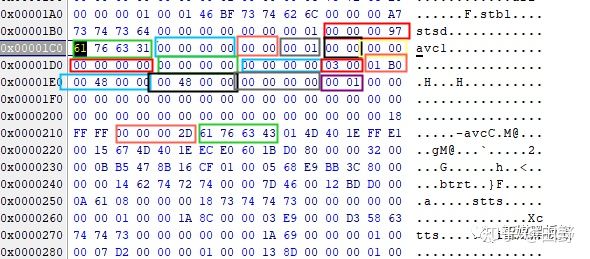 0x000001A0 00 00 00 01 00 01 46 BF 73 74 62 6C 00 00 00 A7 ......F.stbl....
0x000001B0 73 74 73 64 00 00 00 00 00 00 00 01 00 00 00 97 stsd............
0x000001C0 61 76 63 31 00 00 00 00 00 00 00 01 00 00 00 00 avc1............
0x000001D0 00 00 00 00 00 00 00 00 00 00 00 00 03 00 01 B0 ................
0x000001E0 00 48 00 00 00 48 00 00 00 00 00 00 00 01 00 00 .H...H..........
0x000001F0 00 00 00 00 00 00 00 00 00 00 00 00 00 00 00 00 ................
0x00000200 00 00 00 00 00 00 00 00 00 00 00 00 00 00 00 18 ................
0x00000210 FF FF 00 00 00 2D 61 76 63 43 01 4D 40 1E FF E1 .....-avcC.M@...
0x00000220 00 15 67 4D 40 1E EC E0 60 1B D0 80 00 00 32 00 ..gM@...`.....2.
0x00000230 00 0B B5 47 8B 16 CF 01 00 05 68 E9 BB 3C 80 00 ...G......h..<..
0x00000240 00 00 14 62 74 72 74 00 00 7D 46 00 12 BD D0 00 ...btrt..}F.....
0x00000250 0A 61 08 00 00 00 18 73 74 74 73 00 00 00 00 00 .a.....stts.....
0x00000260 00 00 01 00 00 1A 8C 00 00 03 E9 00 00 D3 58 63 ..............Xc
0x00000270 74 74 73 00 00 00 00 00 00 1A 69 00 00 00 01 00 tts.......i.....
0x00000280 00 07 D2 00 00 00 01 00 00 13 8D 00 00 00 01 00 ................